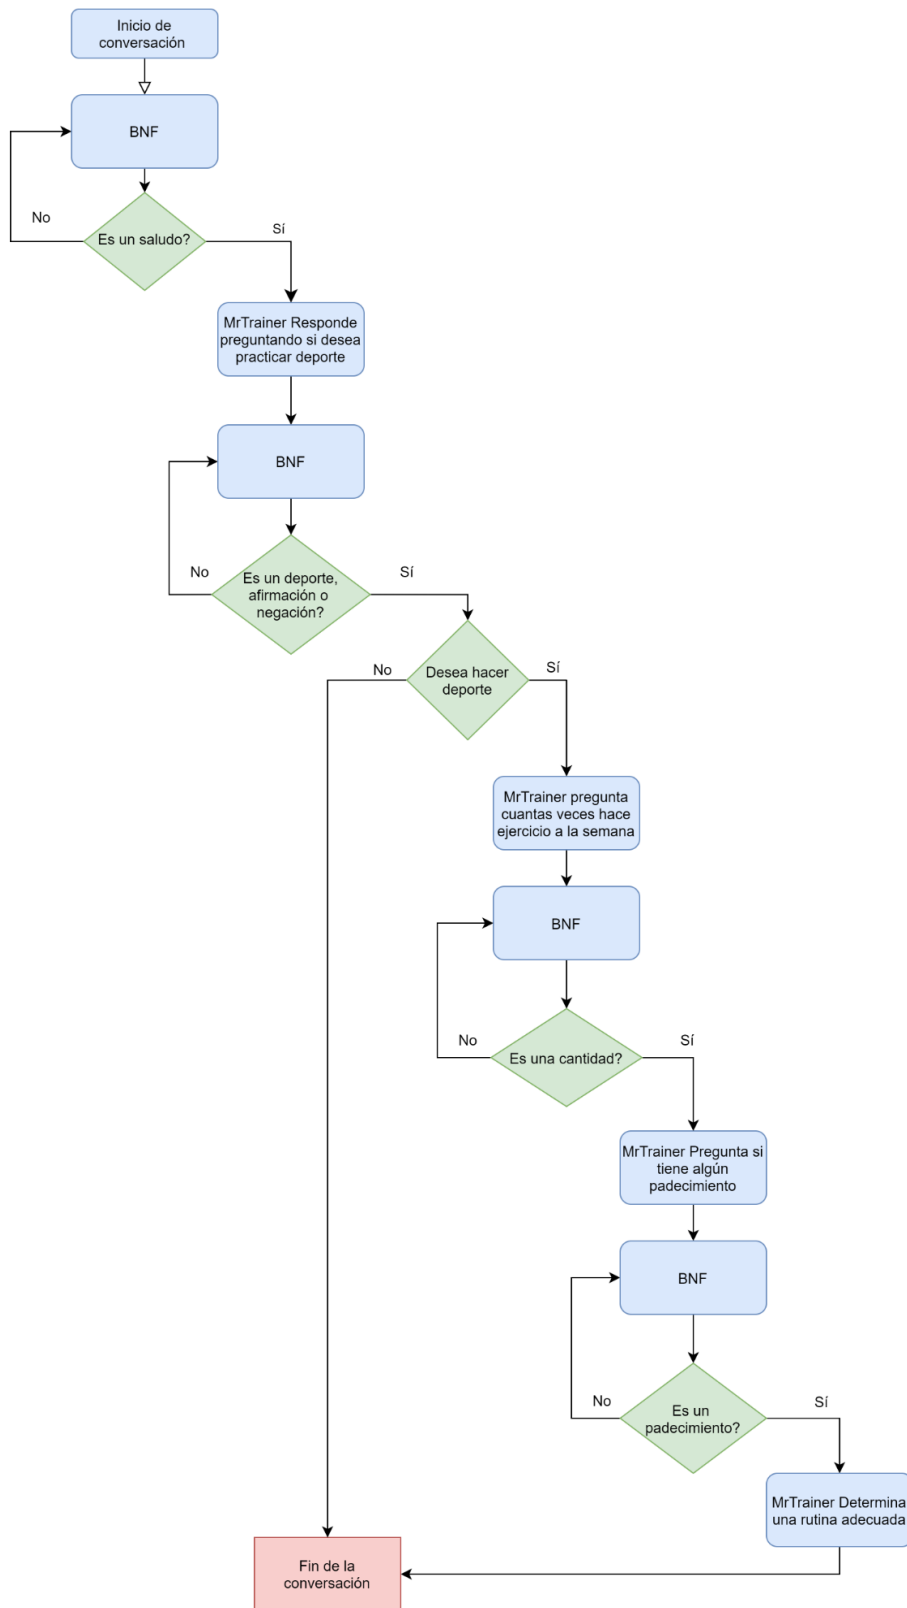 Inicio de
conversación
BNF
No
Es un saludo?
Sí
MrTrainer Responde
preguntando si desea
practicar deporte
BNF
No
Es un deporte,
afirmación o
negación?
Sí
No
Desea hacer
deporte
Sí
MrTrainer pregunta
cuantas veces hace
ejercicio a la semana
BNF
No
Es una cantidad?
Sí
MrTrainer Pregunta si
tiene algún
padecimiento
BNF
No
Es un
padecimiento?
Sí
MrTrainer Determina
una rutina adecuada
Fin de la
conversación